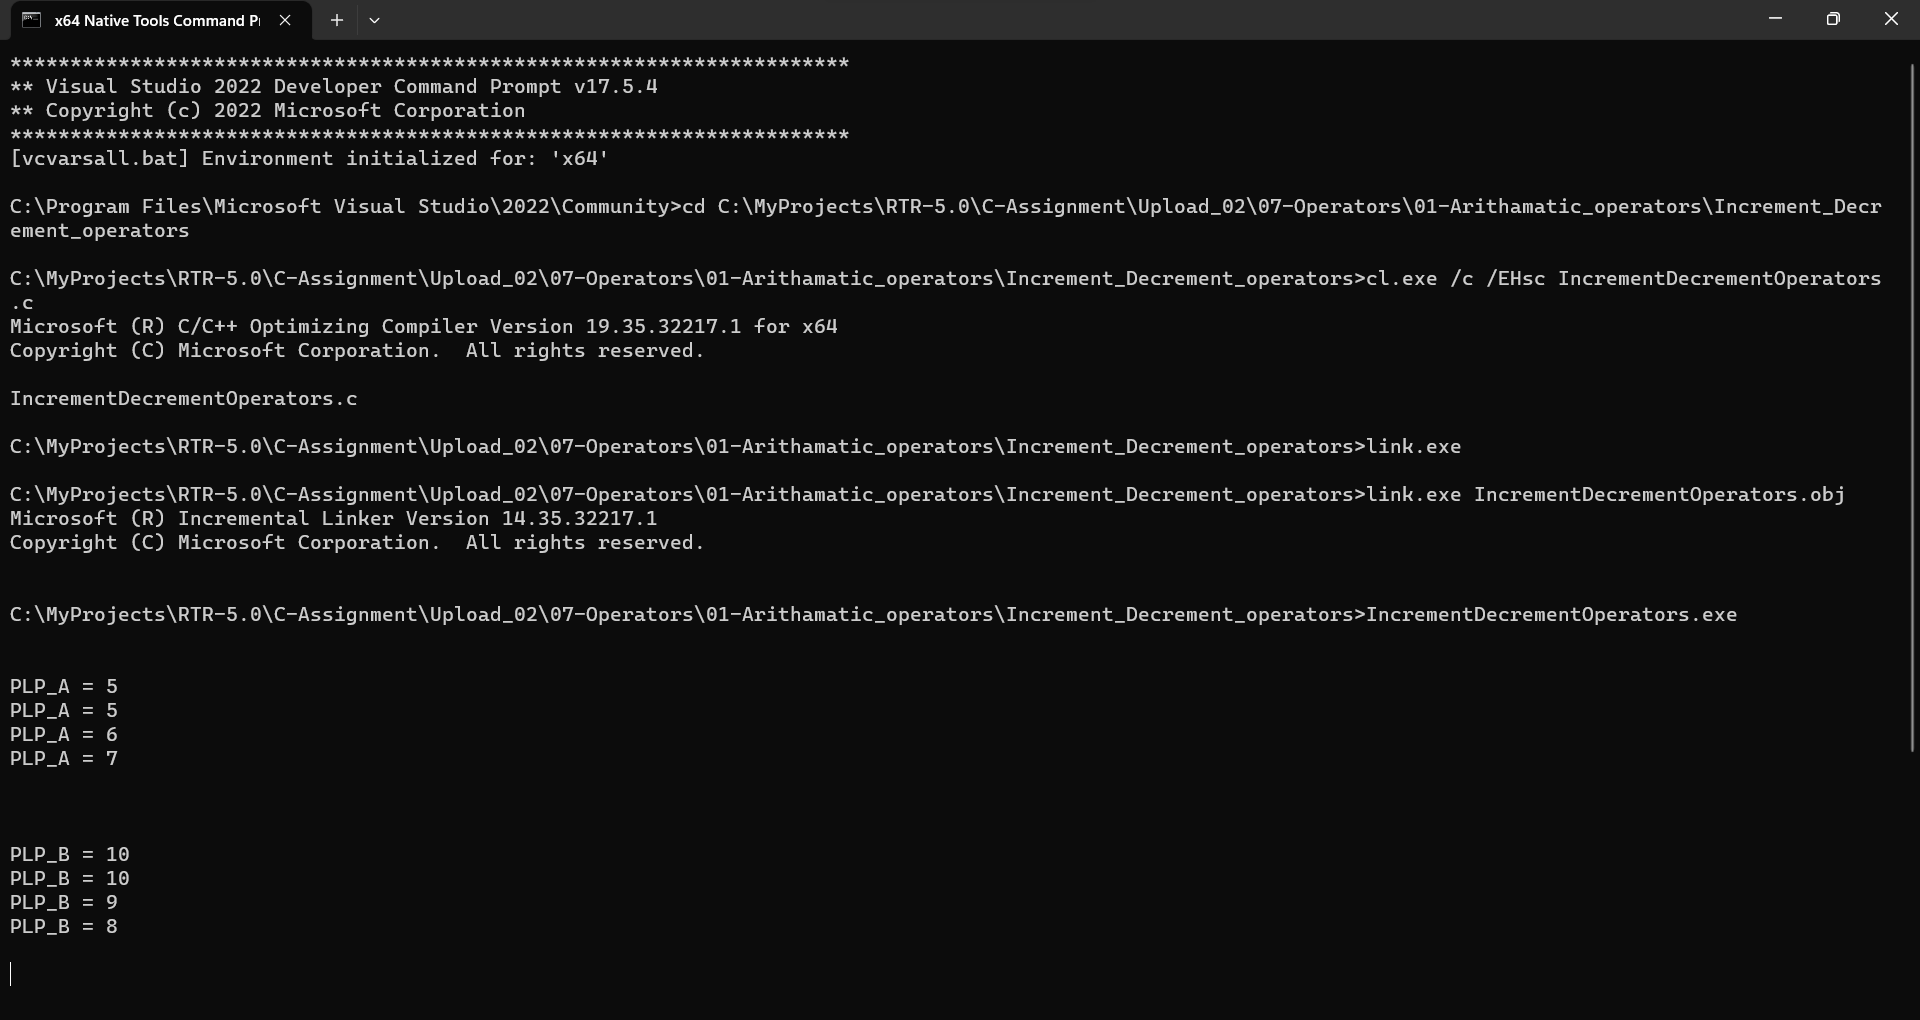 x64 Native Tools Command P
**********************************************************************
** Visual Studio 2022 Developer Command Prompt v17.5.4
** Copyright (c) 2022 Microsoft Corporation
**********************************************************************
[vcvarsall.bat] Environment initialized for: 'x64'
C:\Program Files\Microsoft Visual Studio\2022\Community>cd C:\MyProjects\RTR-5.0\C-Assignment\Upload_02\07-Operators\01-Arithamatic_operators\Increment_Decr
ement_operators
C:\MyProjects\RTR-5.0\C-Assignment\Upload_02\07-Operators\01-Arithamatic_operators\Increment_Decrement_operators>cl.exe /c /EHsc IncrementDecrementOperators
.c
Microsoft (R) C/C++ Optimizing Compiler Version 19.35.32217.1 for x64
Copyright (C) Microsoft Corporation.  All rights reserved.
IncrementDecrementOperators.c
C:\MyProjects\RTR-5.0\C-Assignment\Upload_02\07-Operators\01-Arithamatic_operators\Increment_Decrement_operators>link.exe
C:\MyProjects\RTR-5.0\C-Assignment\Upload_02\07-Operators\01-Arithamatic_operators\Increment_Decrement_operators>link.exe IncrementDecrementOperators.obj
Microsoft (R) Incremental Linker Version 14.35.32217.1
Copyright (C) Microsoft Corporation.  All rights reserved.
C:\MyProjects\RTR-5.0\C-Assignment\Upload_02\07-Operators\01-Arithamatic_operators\Increment_Decrement_operators>IncrementDecrementOperators.exe
PLP_A = 5
PLP_A = 5
PLP_A = 6
PLP_A = 7
PLP_B = 10
PLP_B = 10
PLP_B = 9
PLP_B = 8